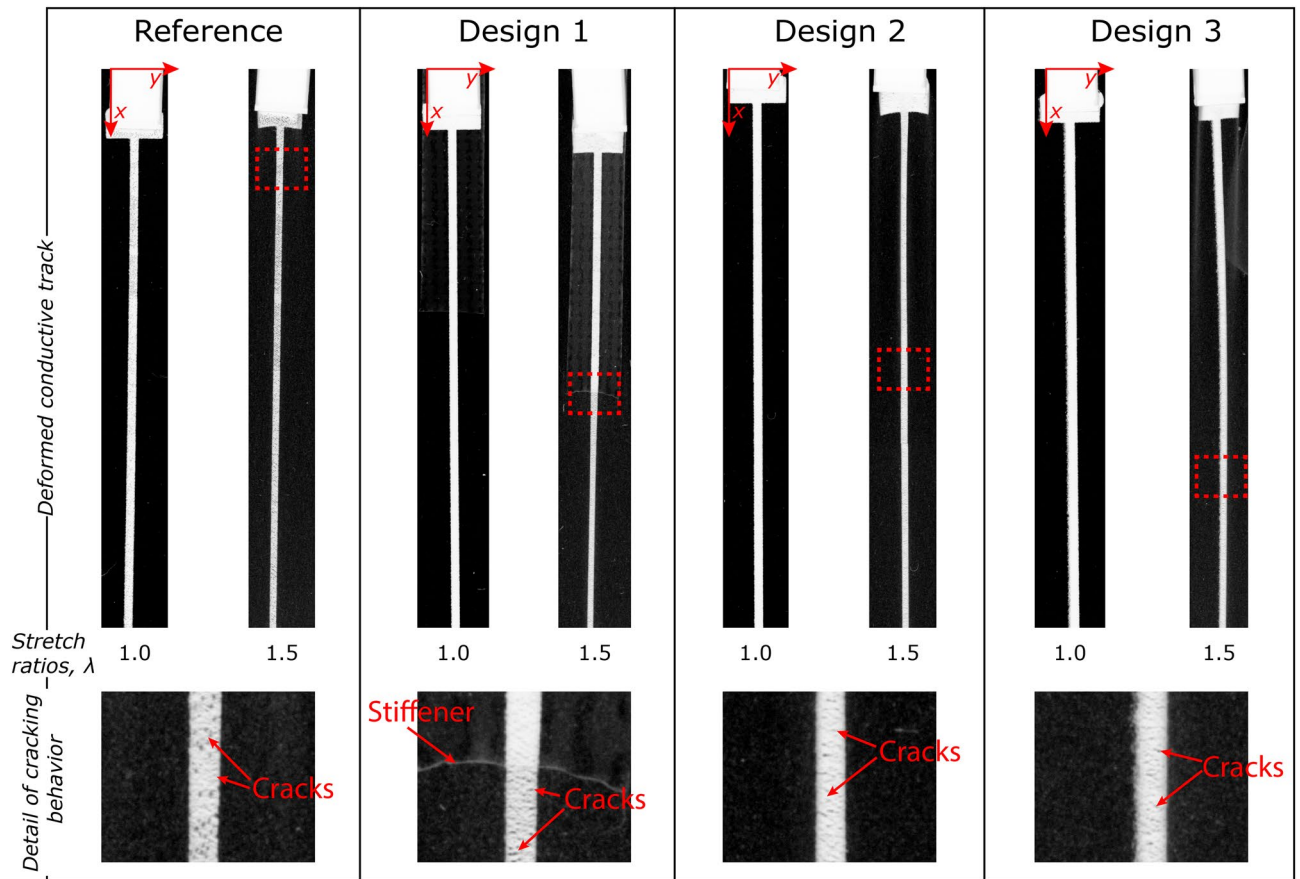 Reference
Design 1
Design 2
Design 3
y
x
y
x
y
x
y
x
Deformed conductive track
Stretch
ratios, λ
1.0
1.5
1.0
1.5
1.0
1.5
1.0
1.5
Detail of cracking
behavior
Cracks
Stiffener
Cracks
Cracks
Cracks